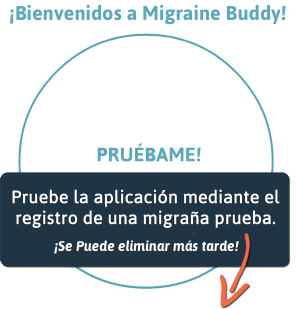 ¡Bienvenidos a Migraine Buddy!
PRUÉBAME!
Pruebe la aplicación mediante el
registro de una migraña prueba.
¡Se Puede eliminar más tarde!